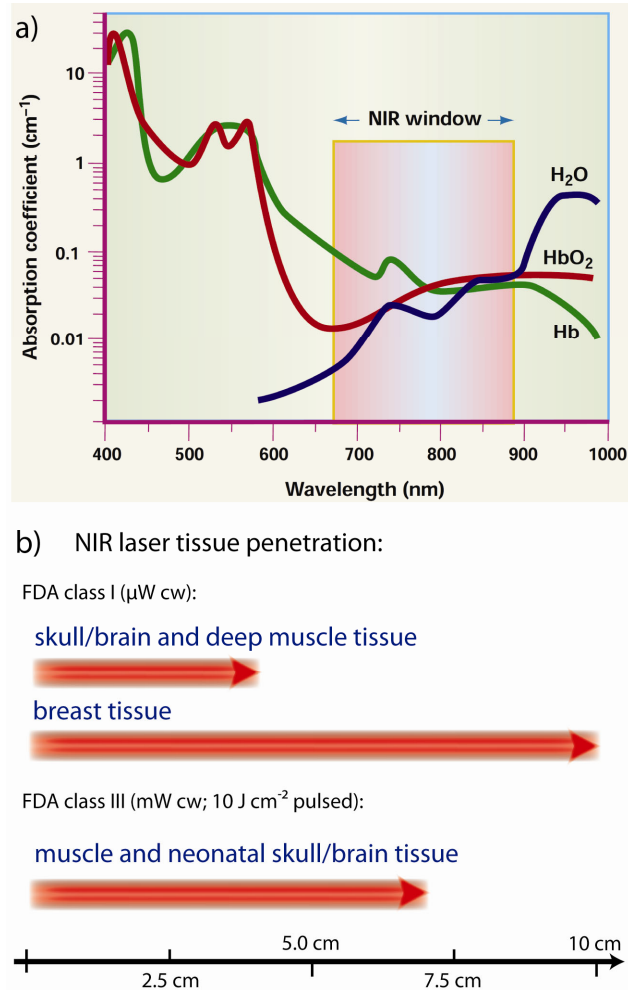 a)
10
1
0.1
0.01
Absorption coefficient (cm⁻¹)
NIR window
H₂O
HbO₂
Hb
400 500 600 700 800 900 1000
Wavelength (nm)
b) NIR laser tissue penetration:
FDA class I (μW cw):
skull/brain and deep muscle tissue
breast tissue
FDA class III (mW cw; 10 J cm⁻² pulsed):
muscle and neonatal skull/brain tissue
5.0 cm 10 cm
2.5 cm 7.5 cm